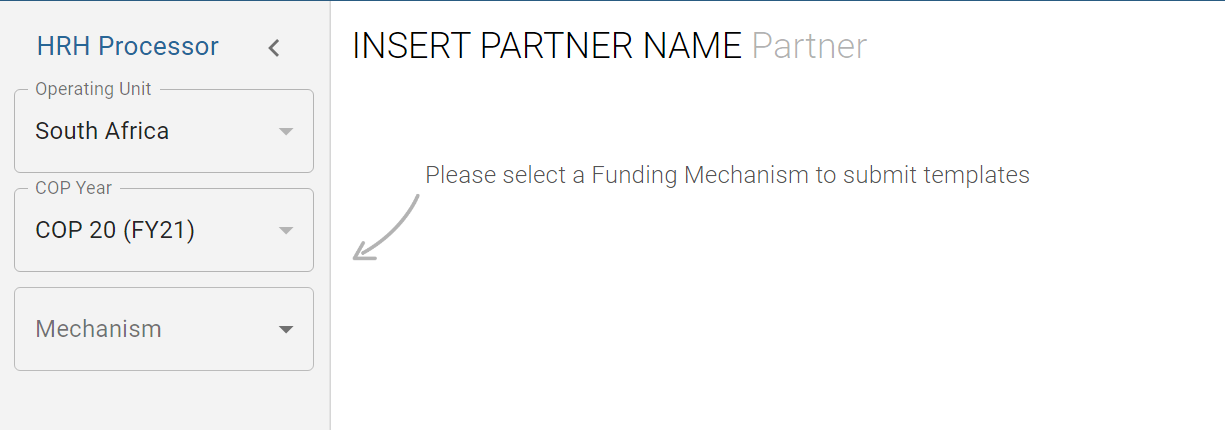 HRH Processor
Operating Unit
South Africa
COP Year
COP 20 (FY21)
Mechanism
INSERT PARTNER NAME Partner
Please select a Funding Mechanism to submit templates